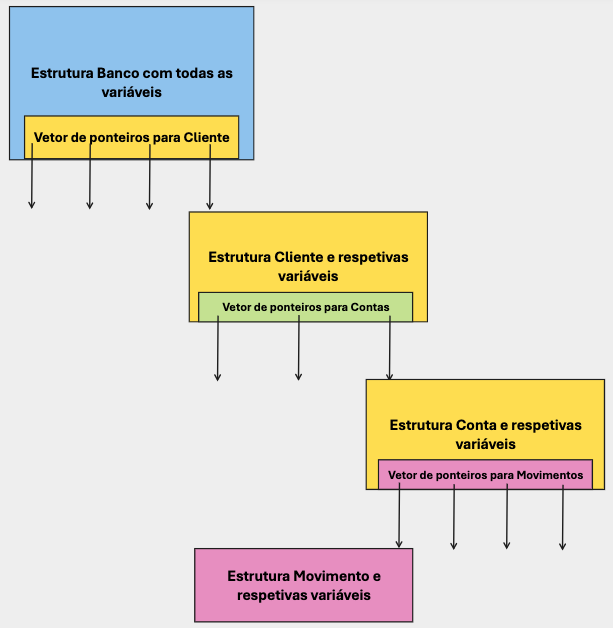 Estrutura Banco com todas as
variáveis
Vetor de ponteiros para Cliente
Estrutura Cliente e respetivas
variáveis
Vetor de ponteiros para Contas
Estrutura Conta e respetivas
variáveis
Vetor de ponteiros para Movimentos
Estrutura Movimento e
respetivas variáveis